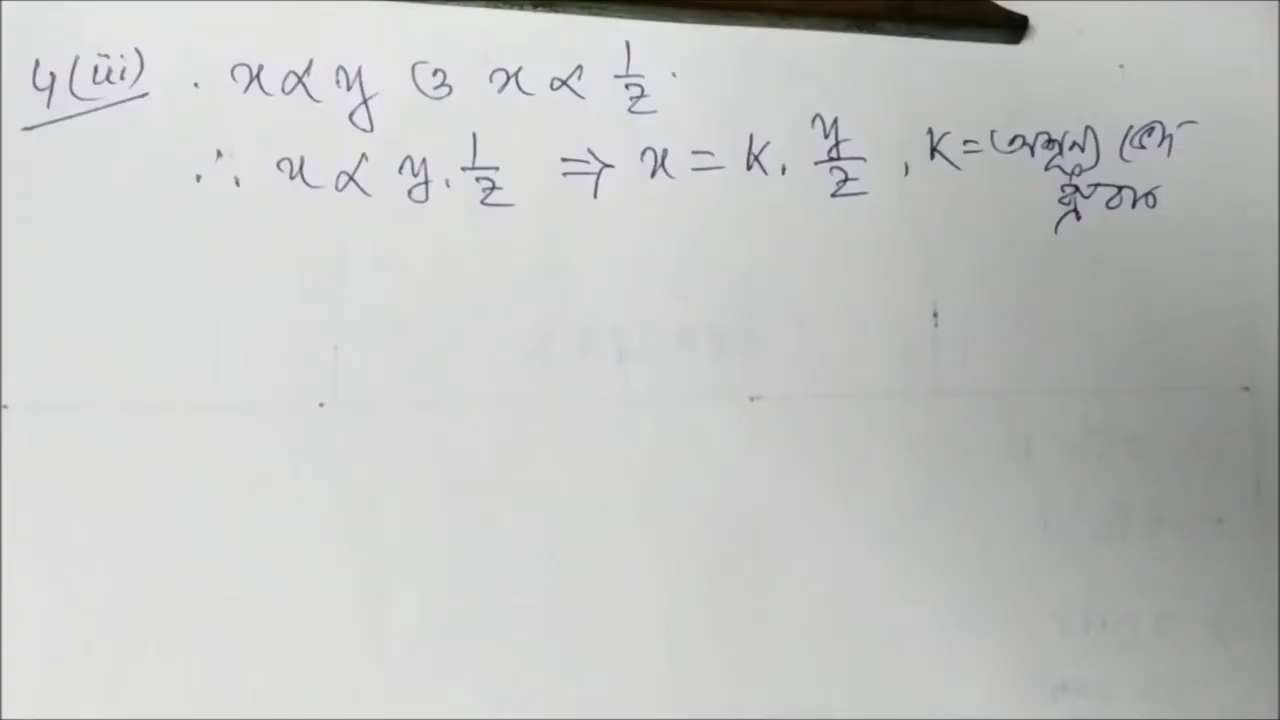 4(iii) . x ∝ y ও x ∝ 1/z.
∴ x ∝ y. 1/z ⇒ x = k. y/z , K = অশূন্য ভেদ
ধ্রুবক